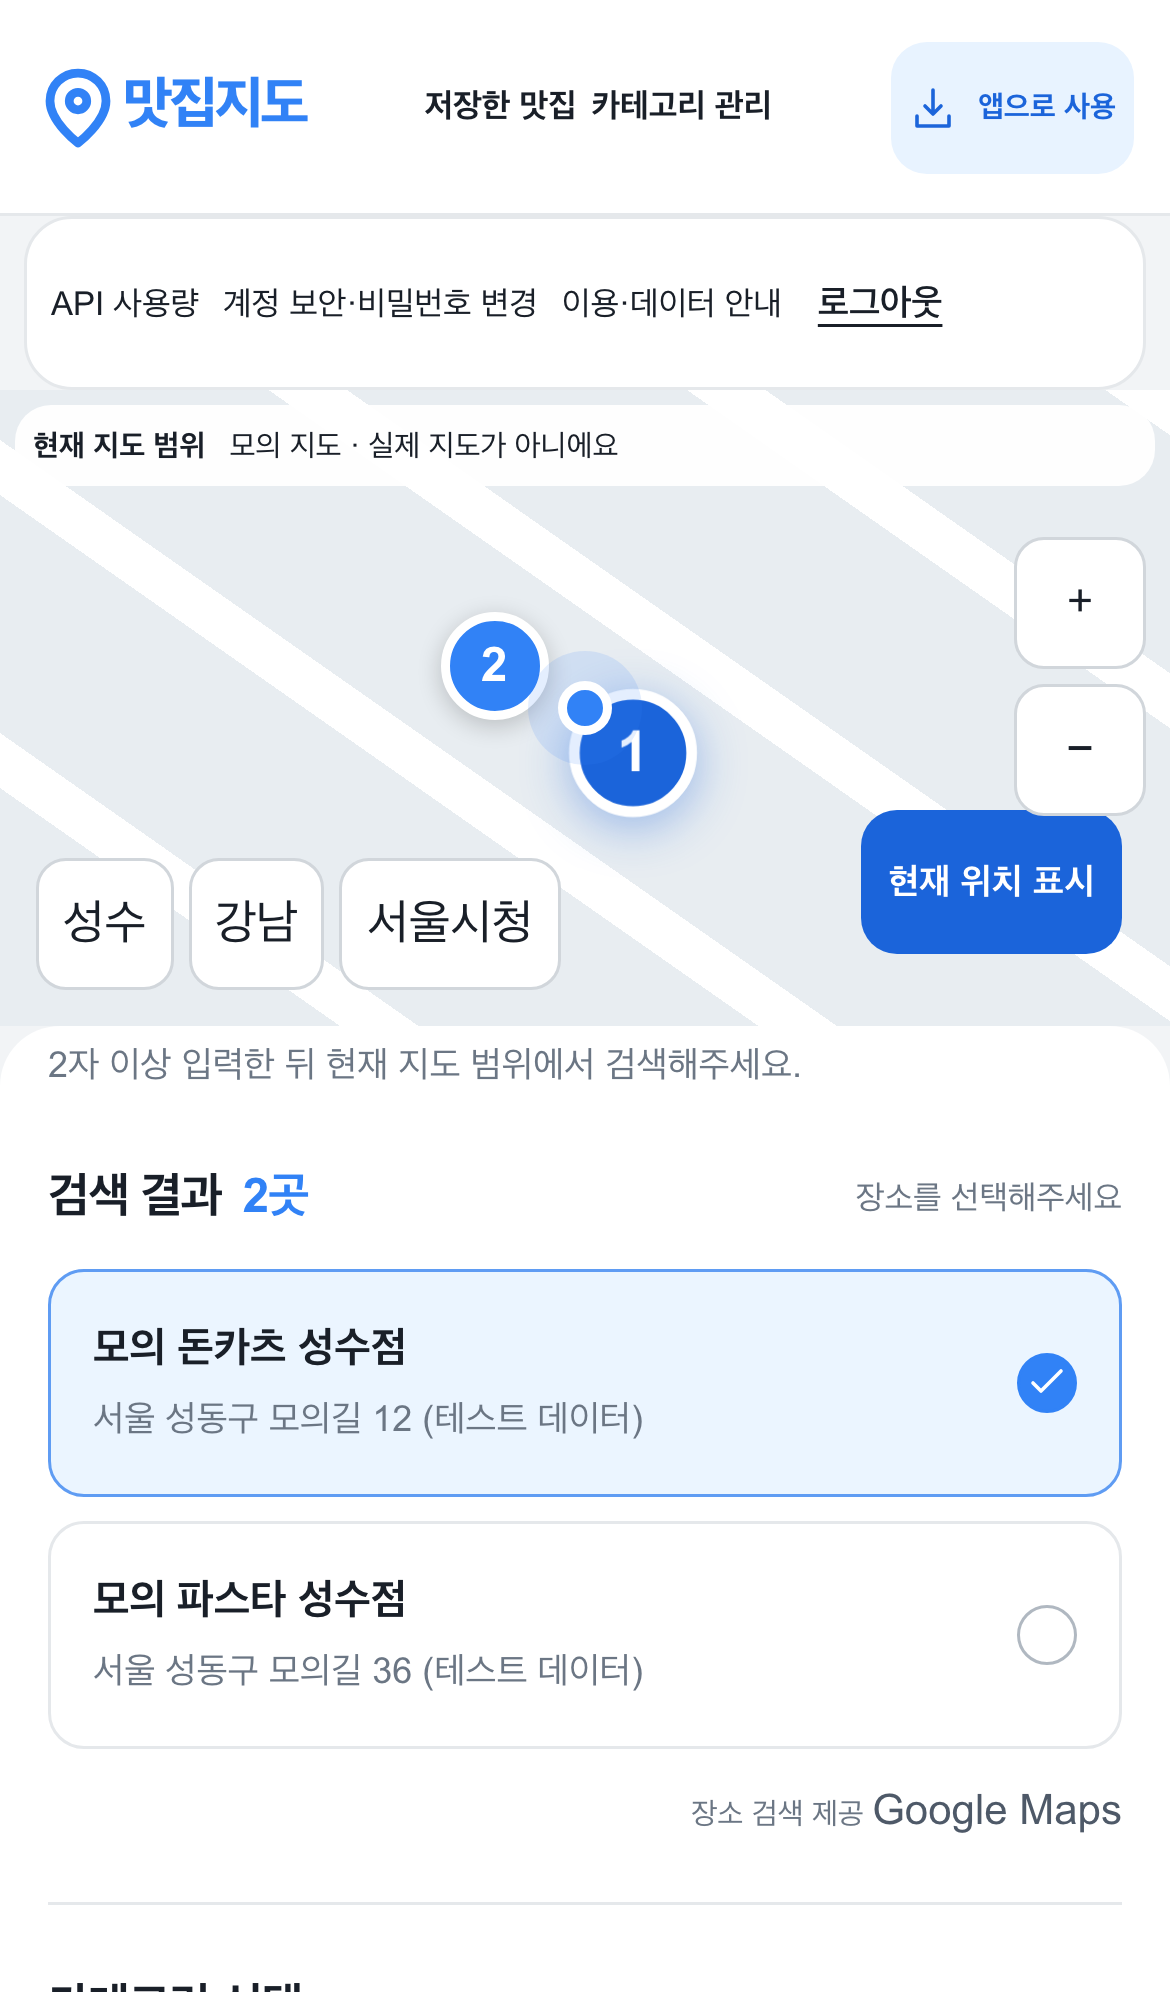 맛집지도 저장한 맛집 카테고리 관리 앱으로 사용
API 사용량 계정 보안·비밀번호 변경 이용·데이터 안내 로그아웃
현재 지도 범위 모의 지도 · 실제 지도가 아니에요
+
2
1
−
현재 위치 표시
성수 강남 서울시청
2자 이상 입력한 뒤 현재 지도 범위에서 검색해주세요.
검색 결과 2곳 장소를 선택해주세요
모의 돈카츠 성수점
서울 성동구 모의길 12 (테스트 데이터)
모의 파스타 성수점
서울 성동구 모의길 36 (테스트 데이터)
장소 검색 제공 Google Maps